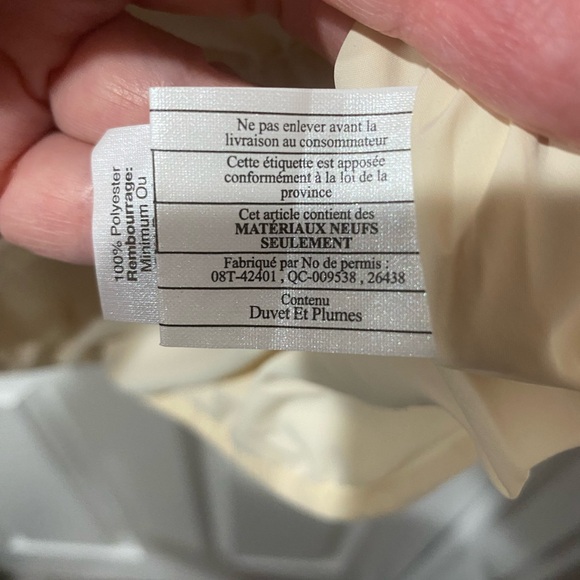 Ne pas enlever avant la
livraison au consommateur
Cette étiquette est apposée
conformément à la loi de la
province
Cet article contient des
MATÉRIAUX NEUFS
SEULEMENT
Fabriqué par No de permis :
08T-42401 , QC-009538 , 26438
Contenu
Duvet Et Plumes
100% Polyester
Rembourrage:
Minimum Ou